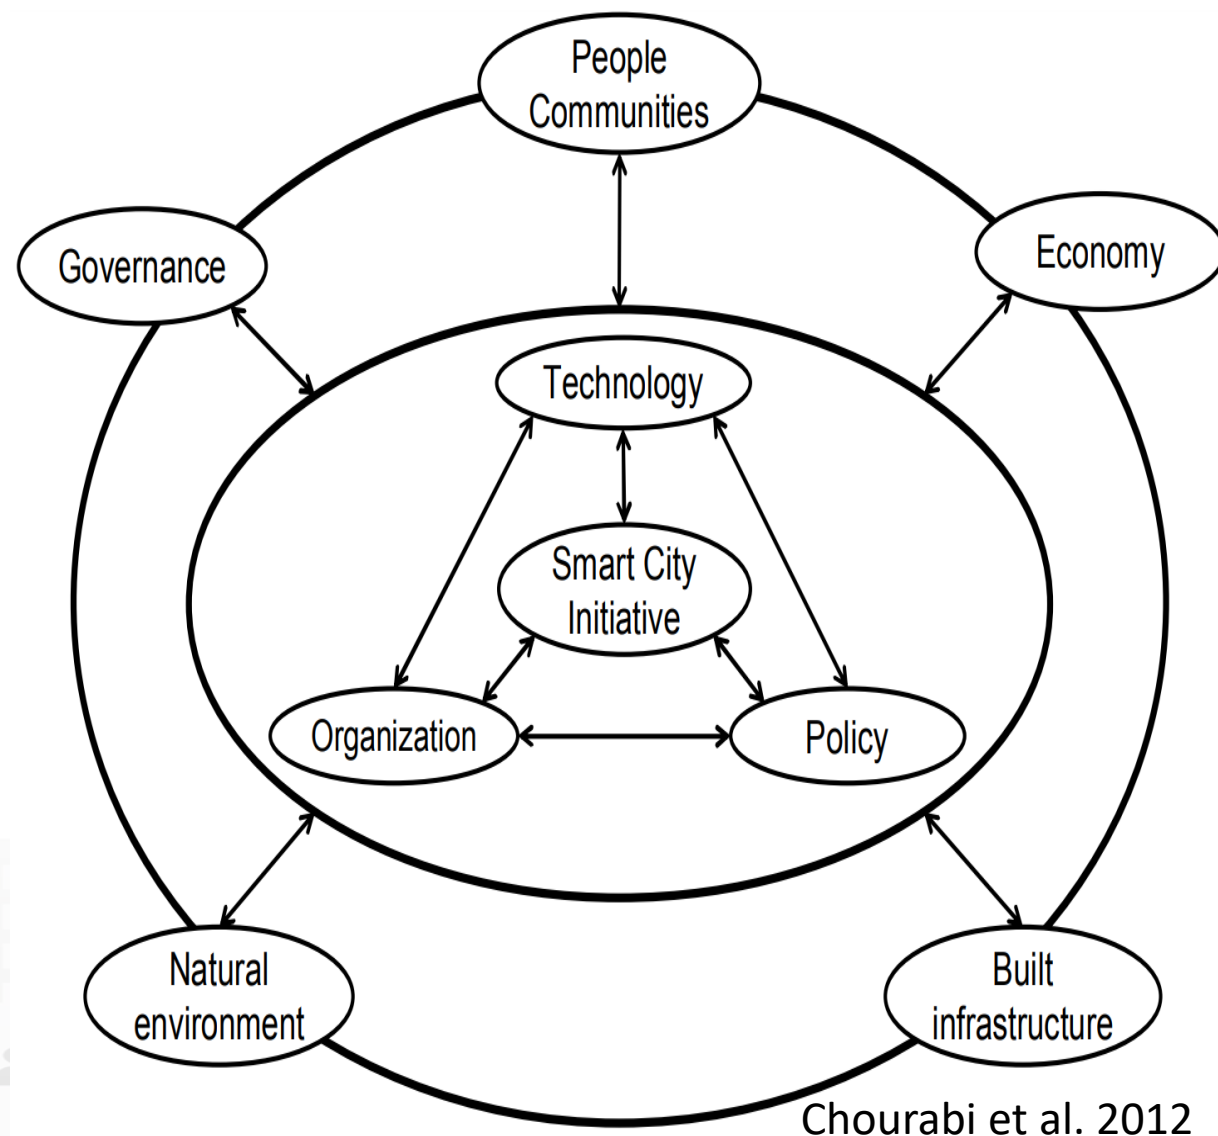 People
Communities
Governance
Economy
Technology
Smart City
Initiative
Organization
Policy
Natural
environment
Built
infrastructure
Chourabi et al. 2012